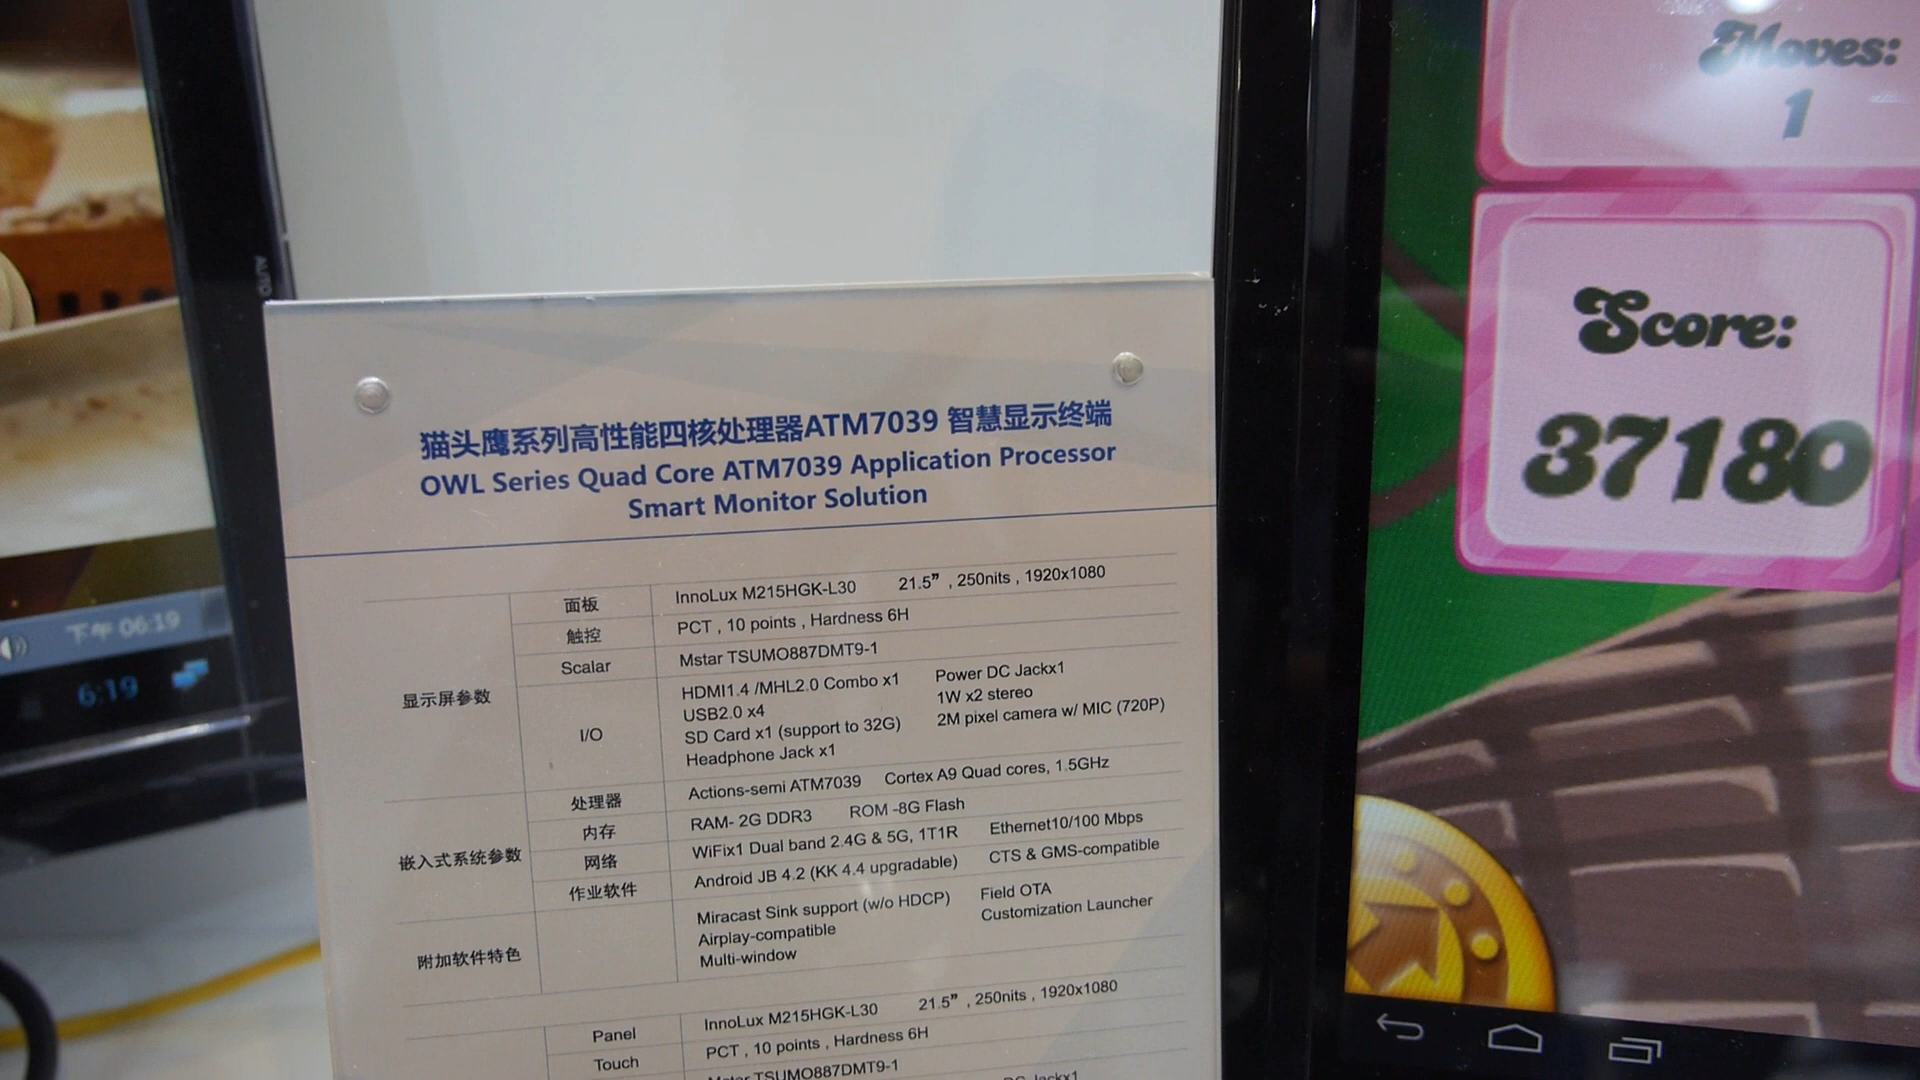 AUTO
下午 06:19
6:19
猫头鹰系列高性能四核处理器ATM7039 智慧显示终端
OWL Series Quad Core ATM7039 Application Processor
Smart Monitor Solution
显示屏参数
面板 InnoLux M215HGK-L30 21.5” , 250nits , 1920x1080
触控 PCT , 10 points , Hardness 6H
Scalar Mstar TSUMO887DMT9-1
I/O
HDMI1.4 /MHL2.0 Combo x1 Power DC Jackx1
USB2.0 x4 1W x2 stereo
SD Card x1 (support to 32G) 2M pixel camera w/ MIC (720P)
Headphone Jack x1
嵌入式系统参数
处理器 Actions-semi ATM7039 Cortex A9 Quad cores, 1.5GHz
内存 RAM- 2G DDR3 ROM -8G Flash
网络 WiFix1 Dual band 2.4G & 5G, 1T1R Ethernet10/100 Mbps
作业软件 Android JB 4.2 (KK 4.4 upgradable) CTS & GMS-compatible
附加软件特色
Miracast Sink support (w/o HDCP) Field OTA
Airplay-compatible Customization Launcher
Multi-window
Panel InnoLux M215HGK-L30 21.5” , 250nits , 1920x1080
Touch PCT , 10 points , Hardness 6H
Mstar TSUMO887DMT9-1
DC Jackx1
Moves:
1
Score:
37180